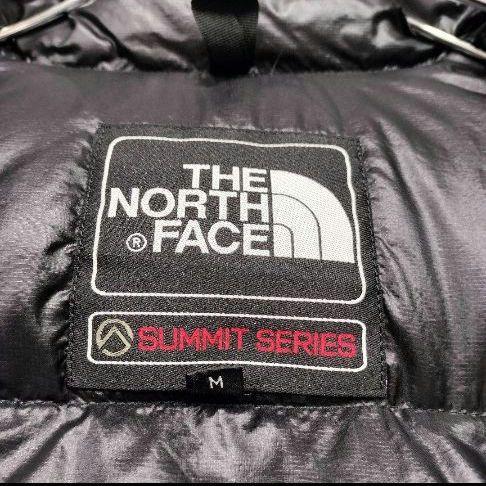 THE
NORTH
® FACE
SUMMIT SERIES
M